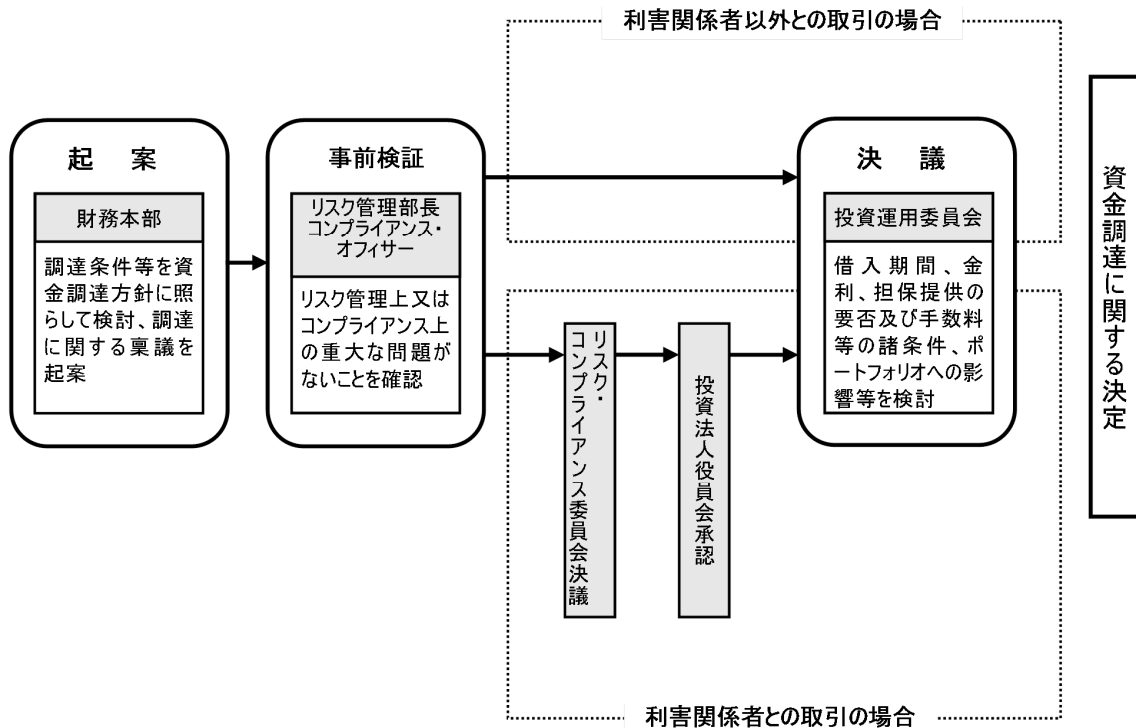 利害関係者以外との取引の場合
起 案
財務本部
調達条件等を資
金調達方針に照
らして検討、調達
に関する稟議を
起案
事前検証
リスク管理部長
コンプライアンス・
オフィサー
リスク管理上又は
コンプライアンス上
の重大な問題が
ないことを確認
リスク・
コンプライアンス委員会決議
投資法人役員会承認
決 議
投資運用委員会
借入期間、金
利、担保提供の
要否及び手数料
等の諸条件、ポ
ートフォリオへの影
響等を検討
資金調達に関する決定
利害関係者との取引の場合